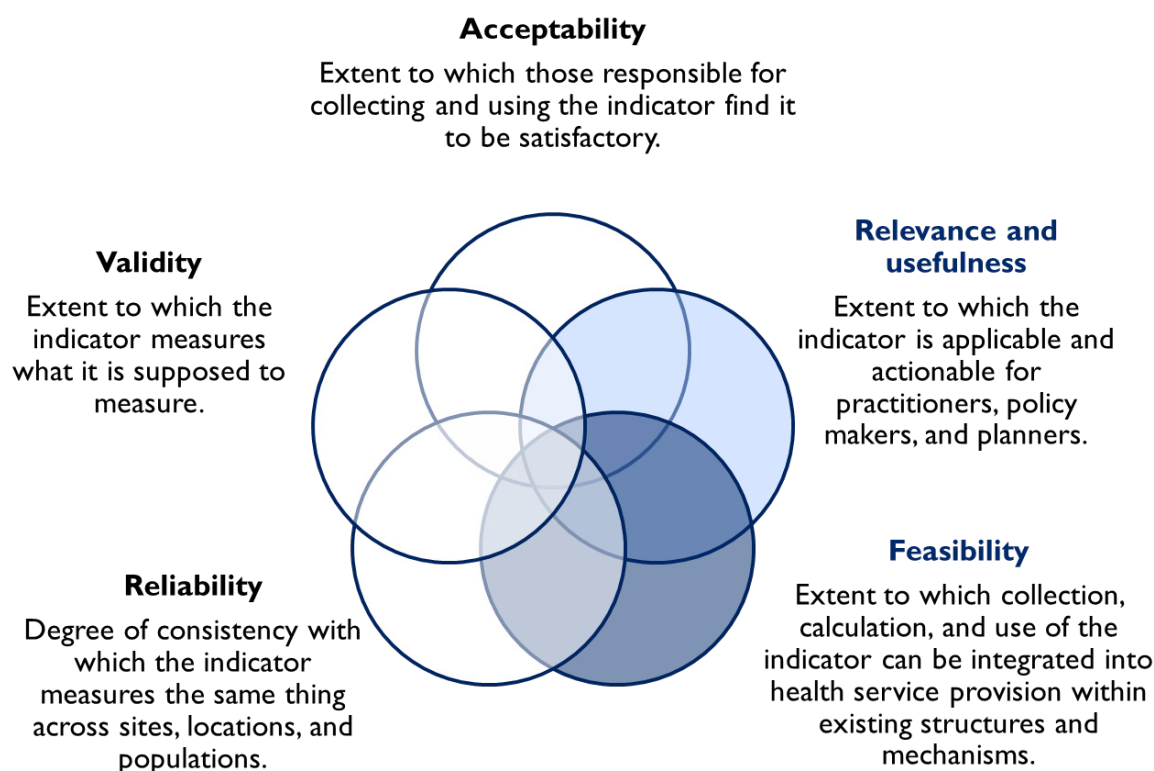 Acceptability
Extent to which those responsible for
collecting and using the indicator find it
to be satisfactory.
Validity
Extent to which the
indicator measures
what it is supposed to
measure.
Relevance and
usefulness
Extent to which the
indicator is applicable and
actionable for
practitioners, policy
makers, and planners.
Reliability
Degree of consistency with
which the indicator
measures the same thing
across sites, locations, and
populations.
Feasibility
Extent to which collection,
calculation, and use of the
indicator can be integrated into
health service provision within
existing structures and
mechanisms.